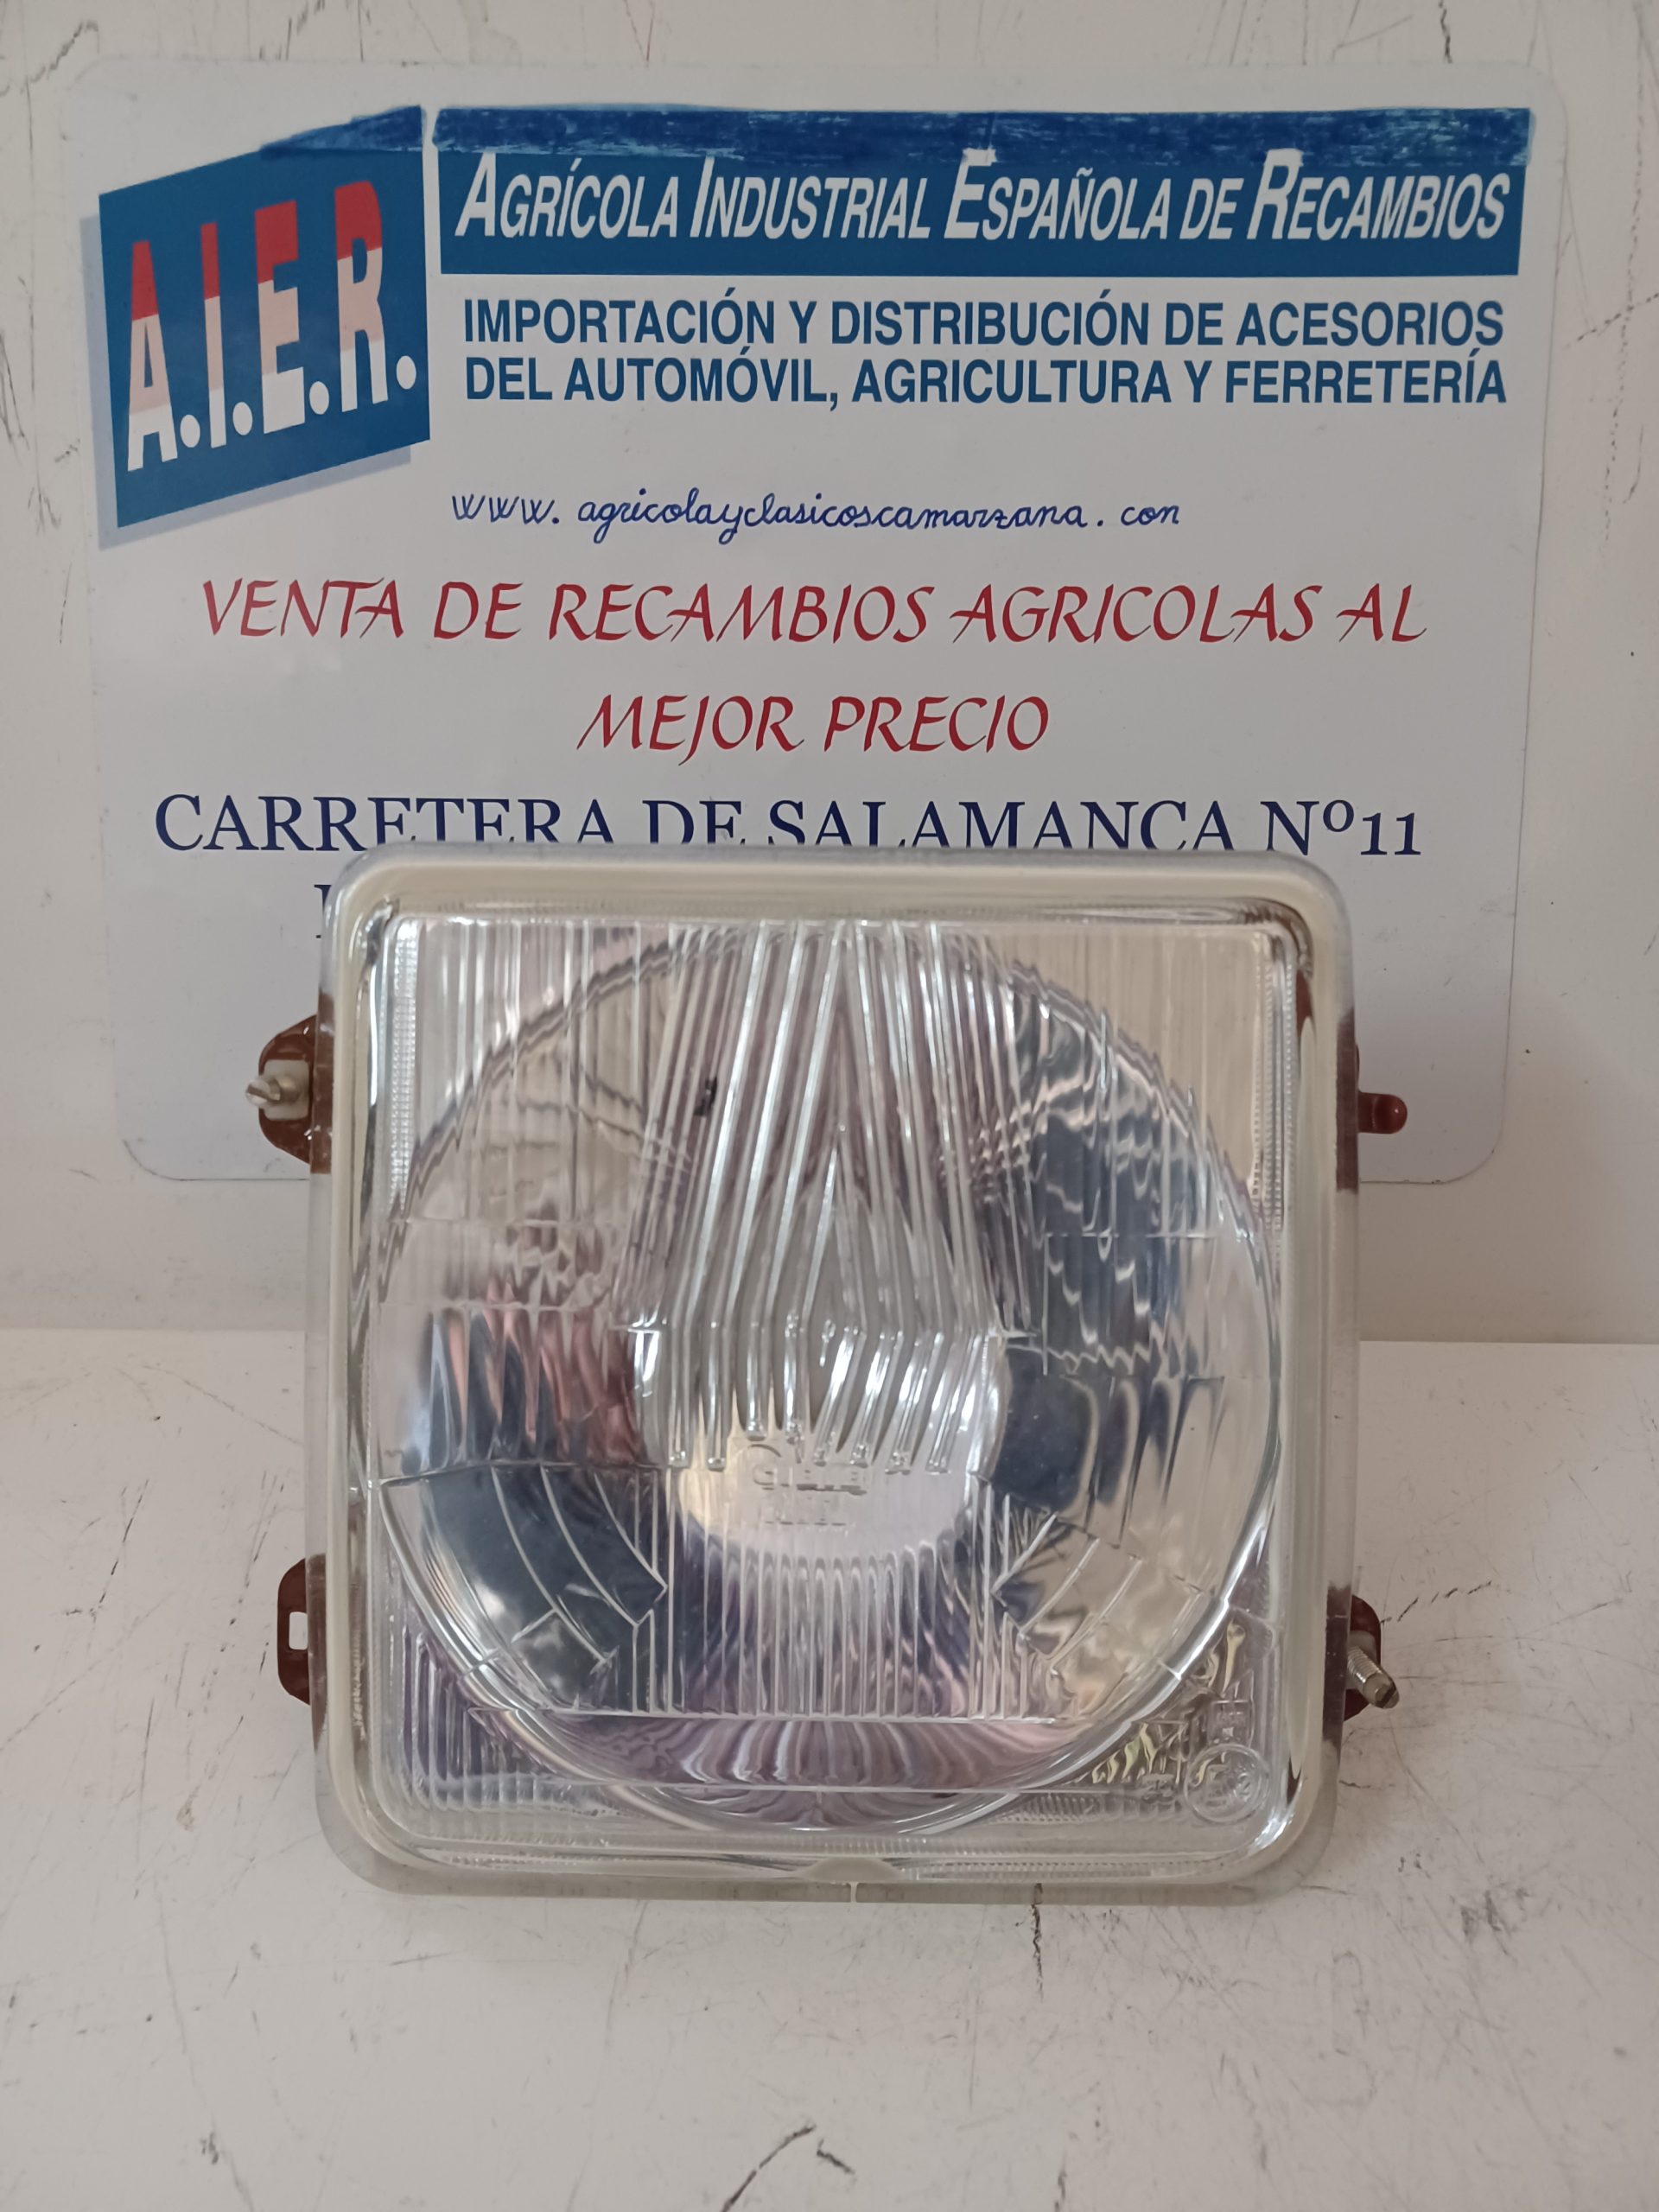 A.I.E.R.
AGRÍCOLA INDUSTRIAL ESPAÑOLA DE RECAMBIOS
IMPORTACIÓN Y DISTRIBUCIÓN DE ACESORIOS
DEL AUTOMÓVIL, AGRICULTURA Y FERRETERÍA
www.agricolayclasicoscamarzana.con
VENTA DE RECAMBIOS AGRICOLAS AL
MEJOR PRECIO
CARRETERA DE SALAMANCA Nº11